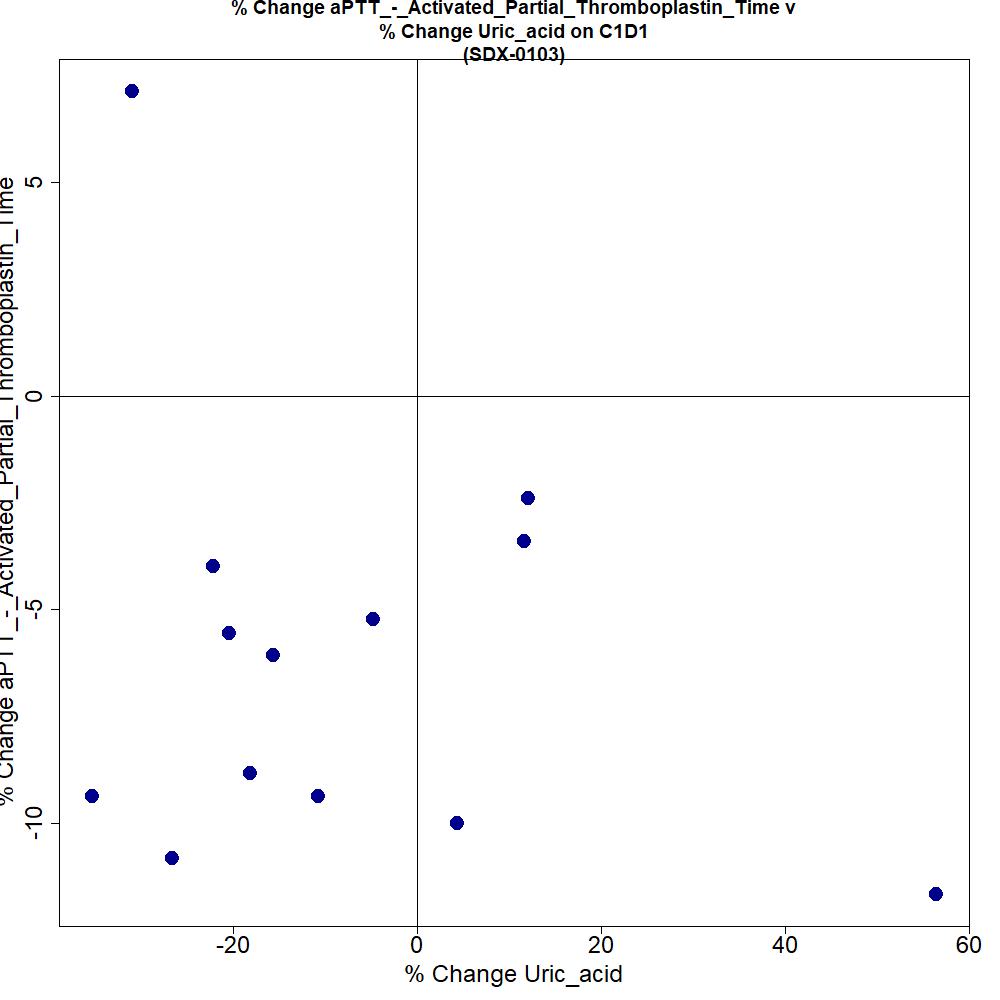 % Change aPTT_-_Activated_Partial_Thromboplastin_Time v
% Change Uric_acid on C1D1
(SDX-0103)
% Change aPTT_-_Activated_Partial_Thromboplastin_Time
5
0
-5
-10
-20
0
20
40
60
% Change Uric_acid